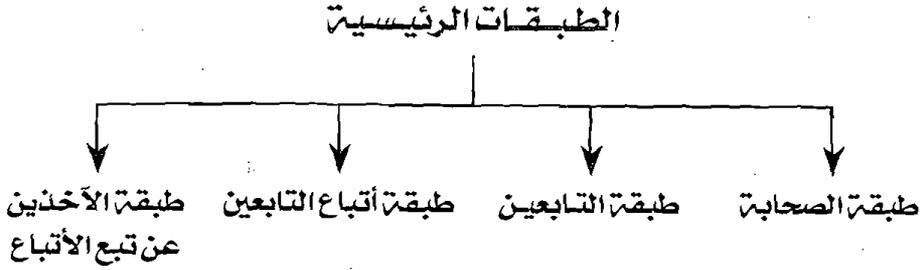 الطبقات الرئيسية
طبقة الصحابة
طبقة التابعين
طبقة أتباع التابعين
طبقة الآخذين
عن تبع الأتباع